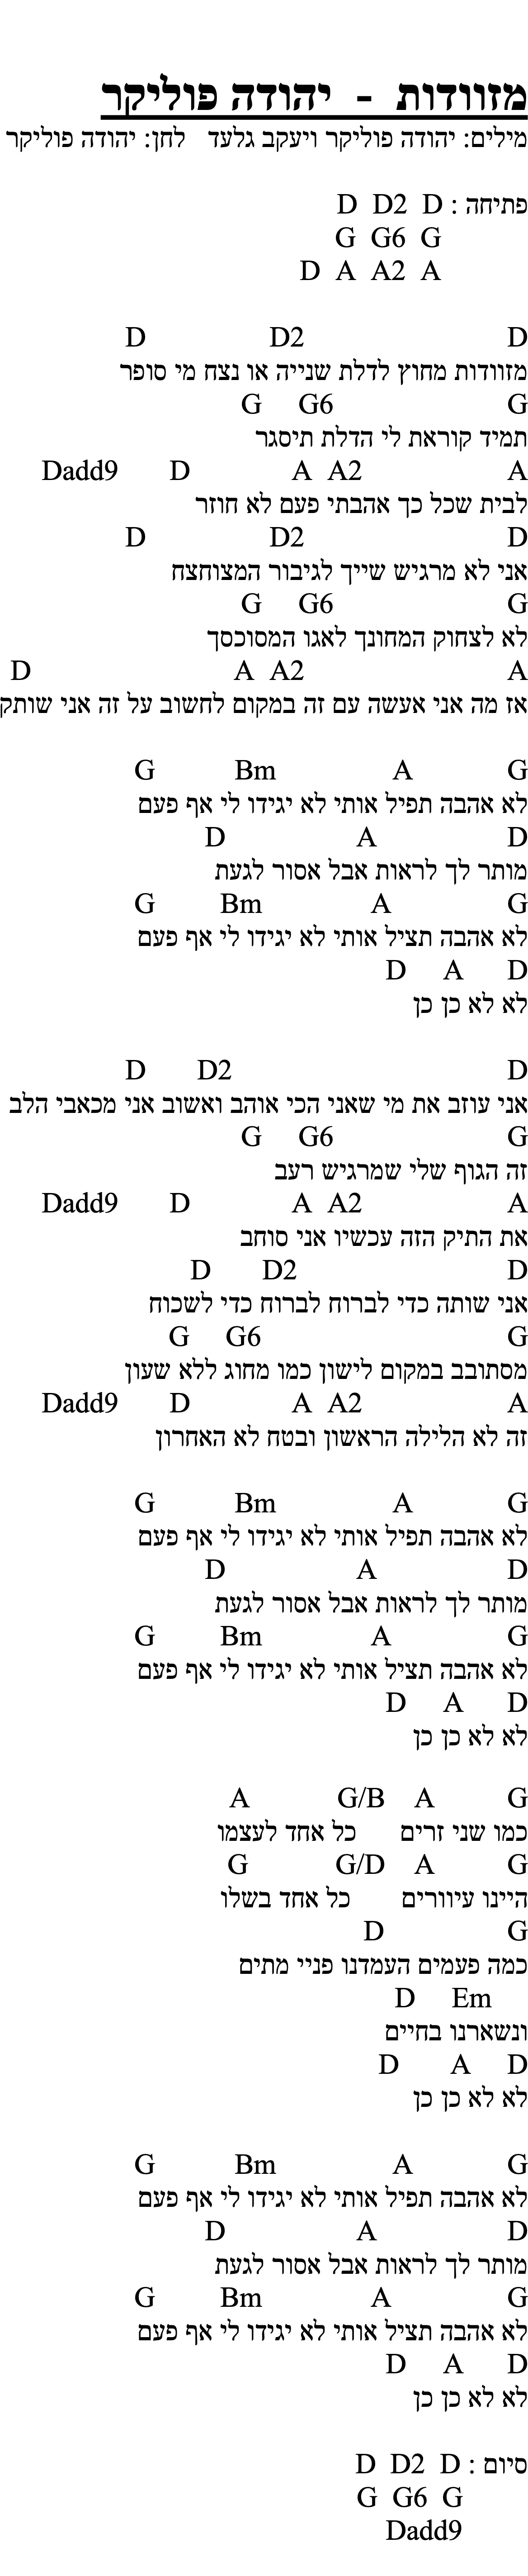 מזוודות - יהודה פוליקר
מילים: יהודה פוליקר ויעקב גלעד לחן: יהודה פוליקר
פתיחה : D D2 D
G G6 G
A A2 A D
D D2 D
מזוודות מחוץ לדלת שנייה או נצח מי סופר
G G6 G
תמיד קוראת לי הדלת תיסגר
A A2 A D Dadd9
לבית שכל כך אהבתי פעם לא חוזר
D D2 D
אני לא מרגיש שייך לגיבור המצוחצח
G G6 G
לא לצחוק המחונך לאגו המסוכסך
A A2 A D
אז מה אני אעשה עם זה במקום לחשוב על זה אני שותק
G A Bm G
לא אהבה תפיל אותי לא יגידו לי אף פעם
D A D
מותר לך לראות אבל אסור לגעת
G A Bm G
לא אהבה תציל אותי לא יגידו לי אף פעם
D A D
לא לא כן כן
D D2 D
אני עוזב את מי שאני הכי אוהב ואשוב אני מכאבי הלב
G G6 G
זה הגוף שלי שמרגיש רעב
A A2 A D Dadd9
את התיק הזה עכשיו אני סוחב
D D2 D
אני שותה כדי לברוח לברוח כדי לשכוח
G G6 G
מסתובב במקום לישון כמו מחוג ללא שעון
A A2 A D Dadd9
זה לא הלילה הראשון ובטח לא האחרון
G A Bm G
לא אהבה תפיל אותי לא יגידו לי אף פעם
D A D
מותר לך לראות אבל אסור לגעת
G A Bm G
לא אהבה תציל אותי לא יגידו לי אף פעם
D A D
לא לא כן כן
G A G/B A
כמו שני זרים כל אחד לעצמו
G A G/D G
היינו עיוורים כל אחד בשלו
G D
כמה פעמים העמדנו פניי מתים
Em D
ונשארנו בחיים
D A D
לא לא כן כן
G A Bm G
לא אהבה תפיל אותי לא יגידו לי אף פעם
D A D
מותר לך לראות אבל אסור לגעת
G A Bm G
לא אהבה תציל אותי לא יגידו לי אף פעם
D A D
לא לא כן כן
סיום : D D2 D
G G6 G
Dadd9